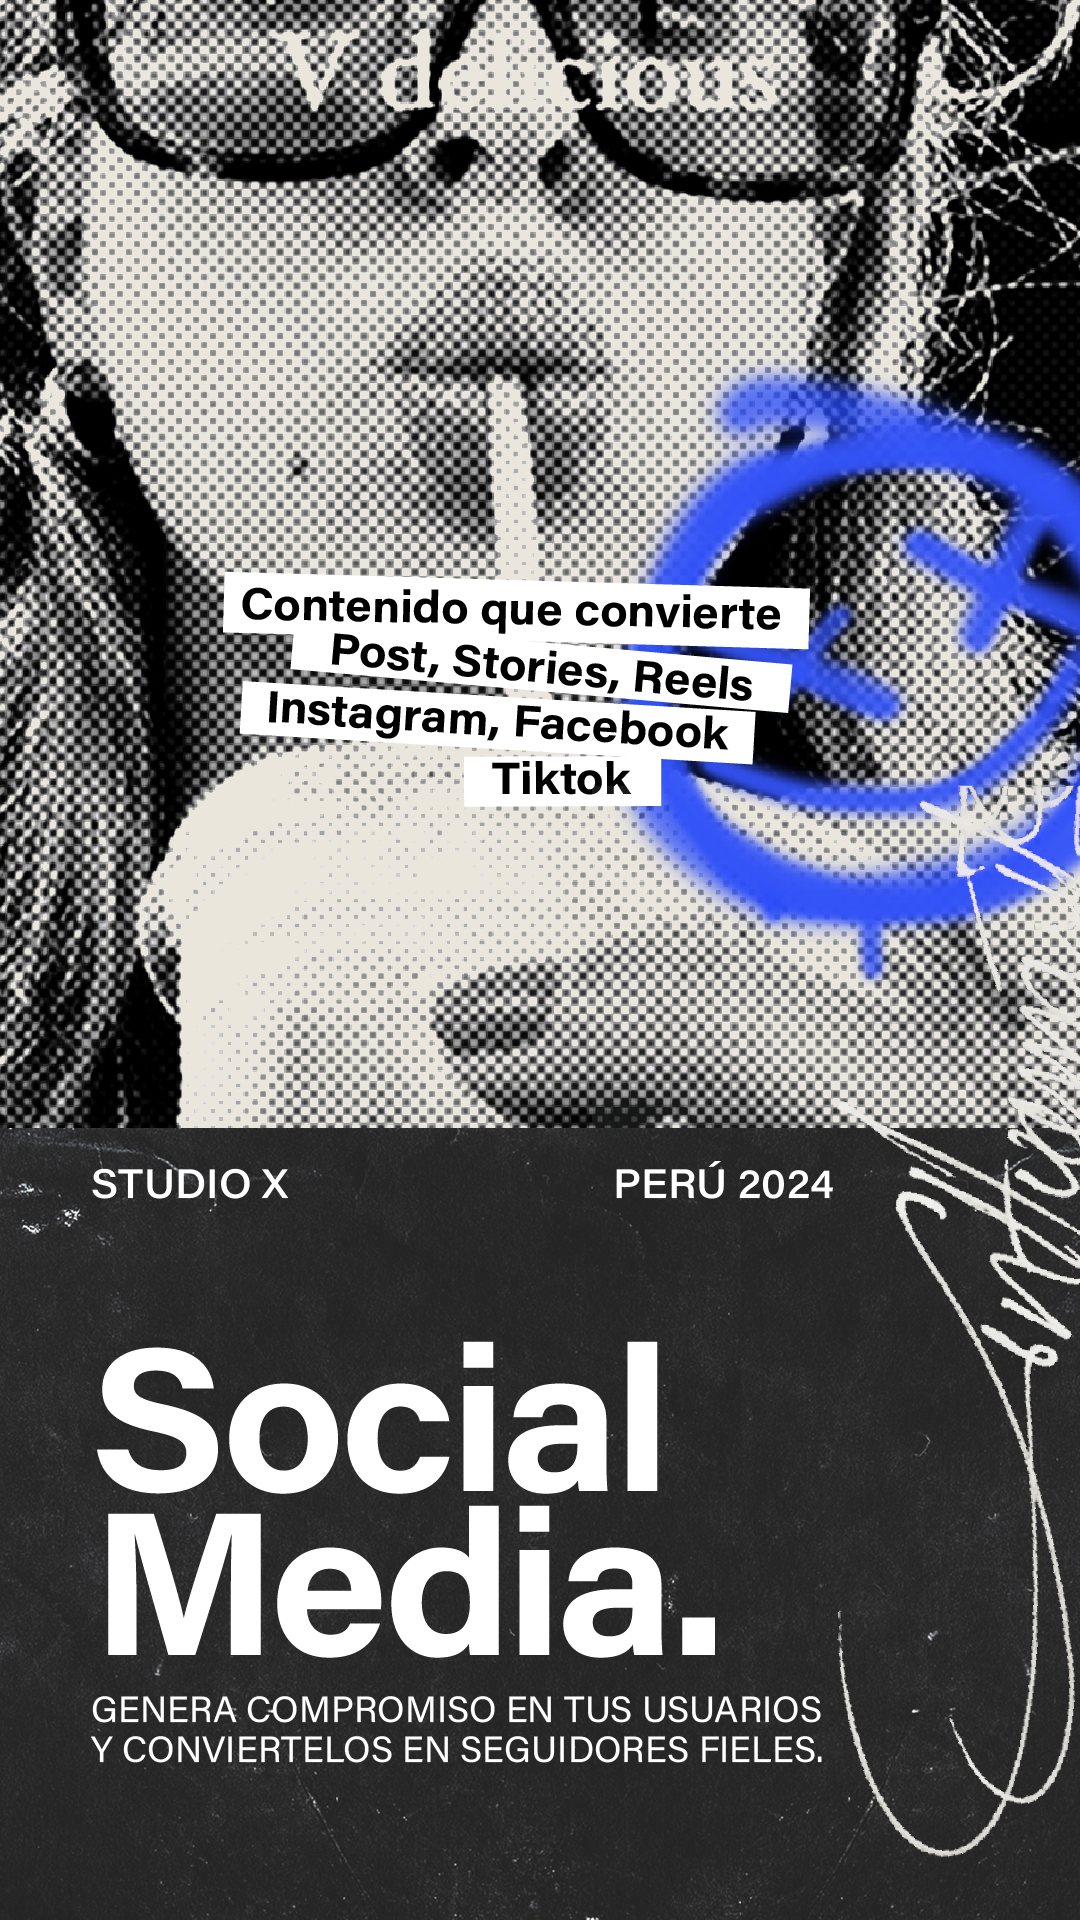 V delicious
Contenido que convierte
Post, Stories, Reels
Instagram, Facebook
Tiktok
STUDIO X
PERÚ 2024
Social
Media.
GENERA COMPROMISO EN TUS USUARIOS
Y CONVIERTELOS EN SEGUIDORES FIELES.